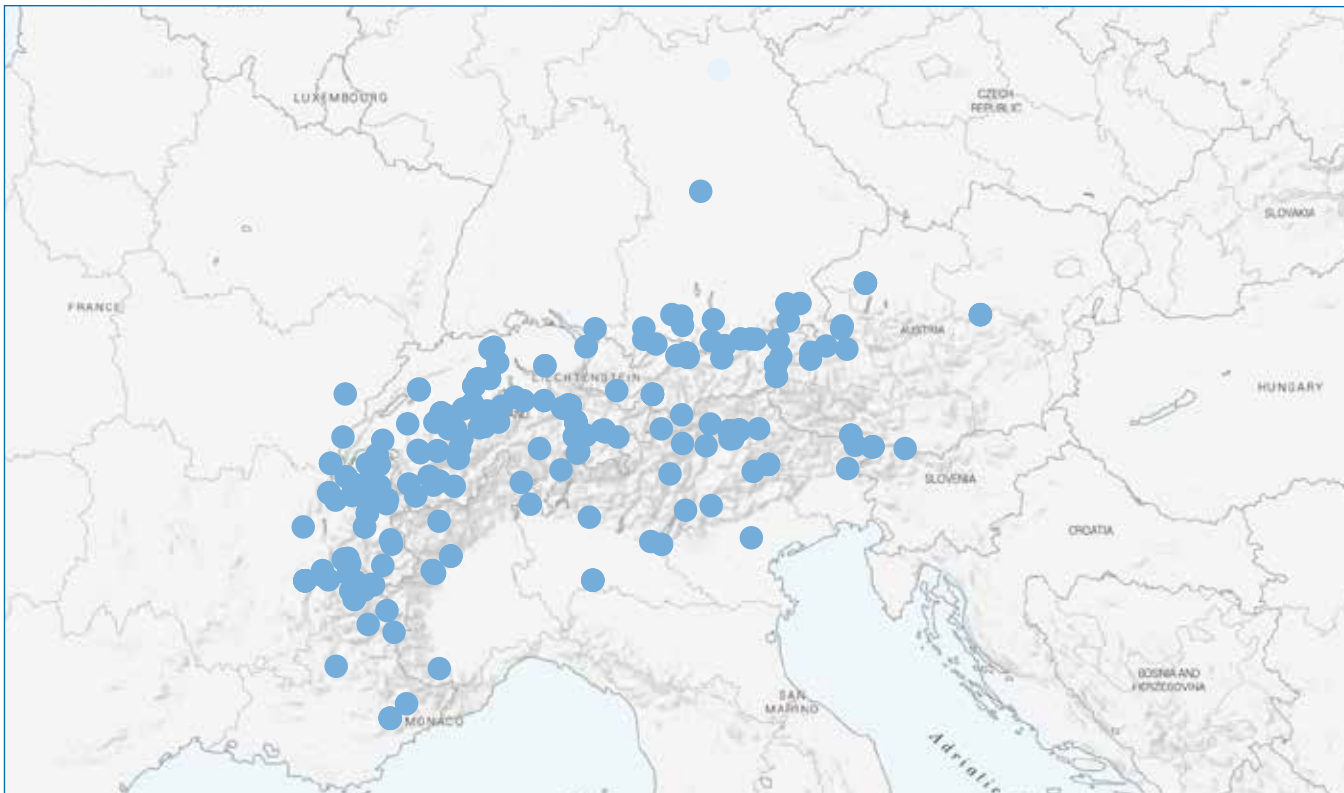 LUXEMBOURG
CZECH
REPUBLIC
SLOVAKIA
FRANCE
AUSTRIA
LIECHTENSTEIN
HUNGARY
SLOVENIA
CROATIA
BOSNIA AND
HERZEGOVINA
SAN
MARINO
MONACO
Adriatic